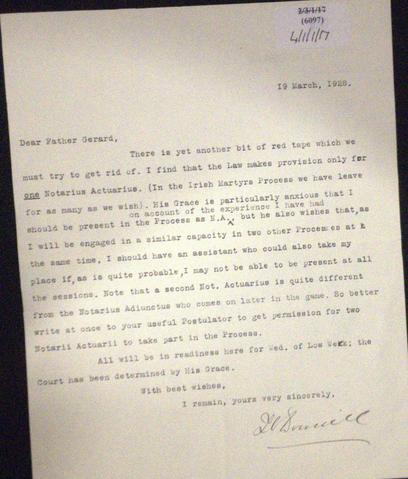 2/3/1/17
(6097)
4/1/1/17
19 March, 1928.
Dear Father Gerard,
There is yet another bit of red tape which we
must try to get rid of. I find that the Law makes provision only for
one Notarius Actuarius. (In the Irish Martyrs Process we have leave
for as many as we wish). His Grace is particularly anxious that I
on account of the experience I have had
should be present in the Process as N.A., but he also wishes that,as
I will be engaged in a similar capacity in two other Processes at
the same time, I should have an assistant who could also take my
place if,as is quite probable,I may not be able to be present at all
the sessions. Note that a second Not. Actuarius is quite different
from the Notarius Adiunctus who comes on later in the game. So better
write at once to your useful Postulator to get permission for two
Notarii Actuarii to take part in the Process.
All will be in readiness here for Wed. of Low Week; the
Court has been determined by His Grace.
With best wishes,
I remain, yours very sincerely,